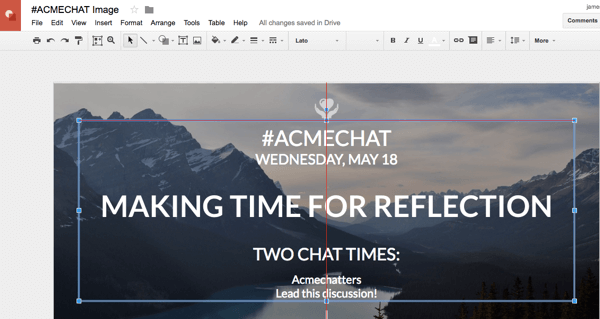 #ACMECHAT Image
jame
File Edit View Insert Format Arrange Tools Table Help All changes saved in Drive
Comments
Lato
B I U A
More
#ACMECHAT
WEDNESDAY, MAY 18
MAKING TIME FOR REFLECTION
TWO CHAT TIMES:
Acmechatters
Lead this discussion!